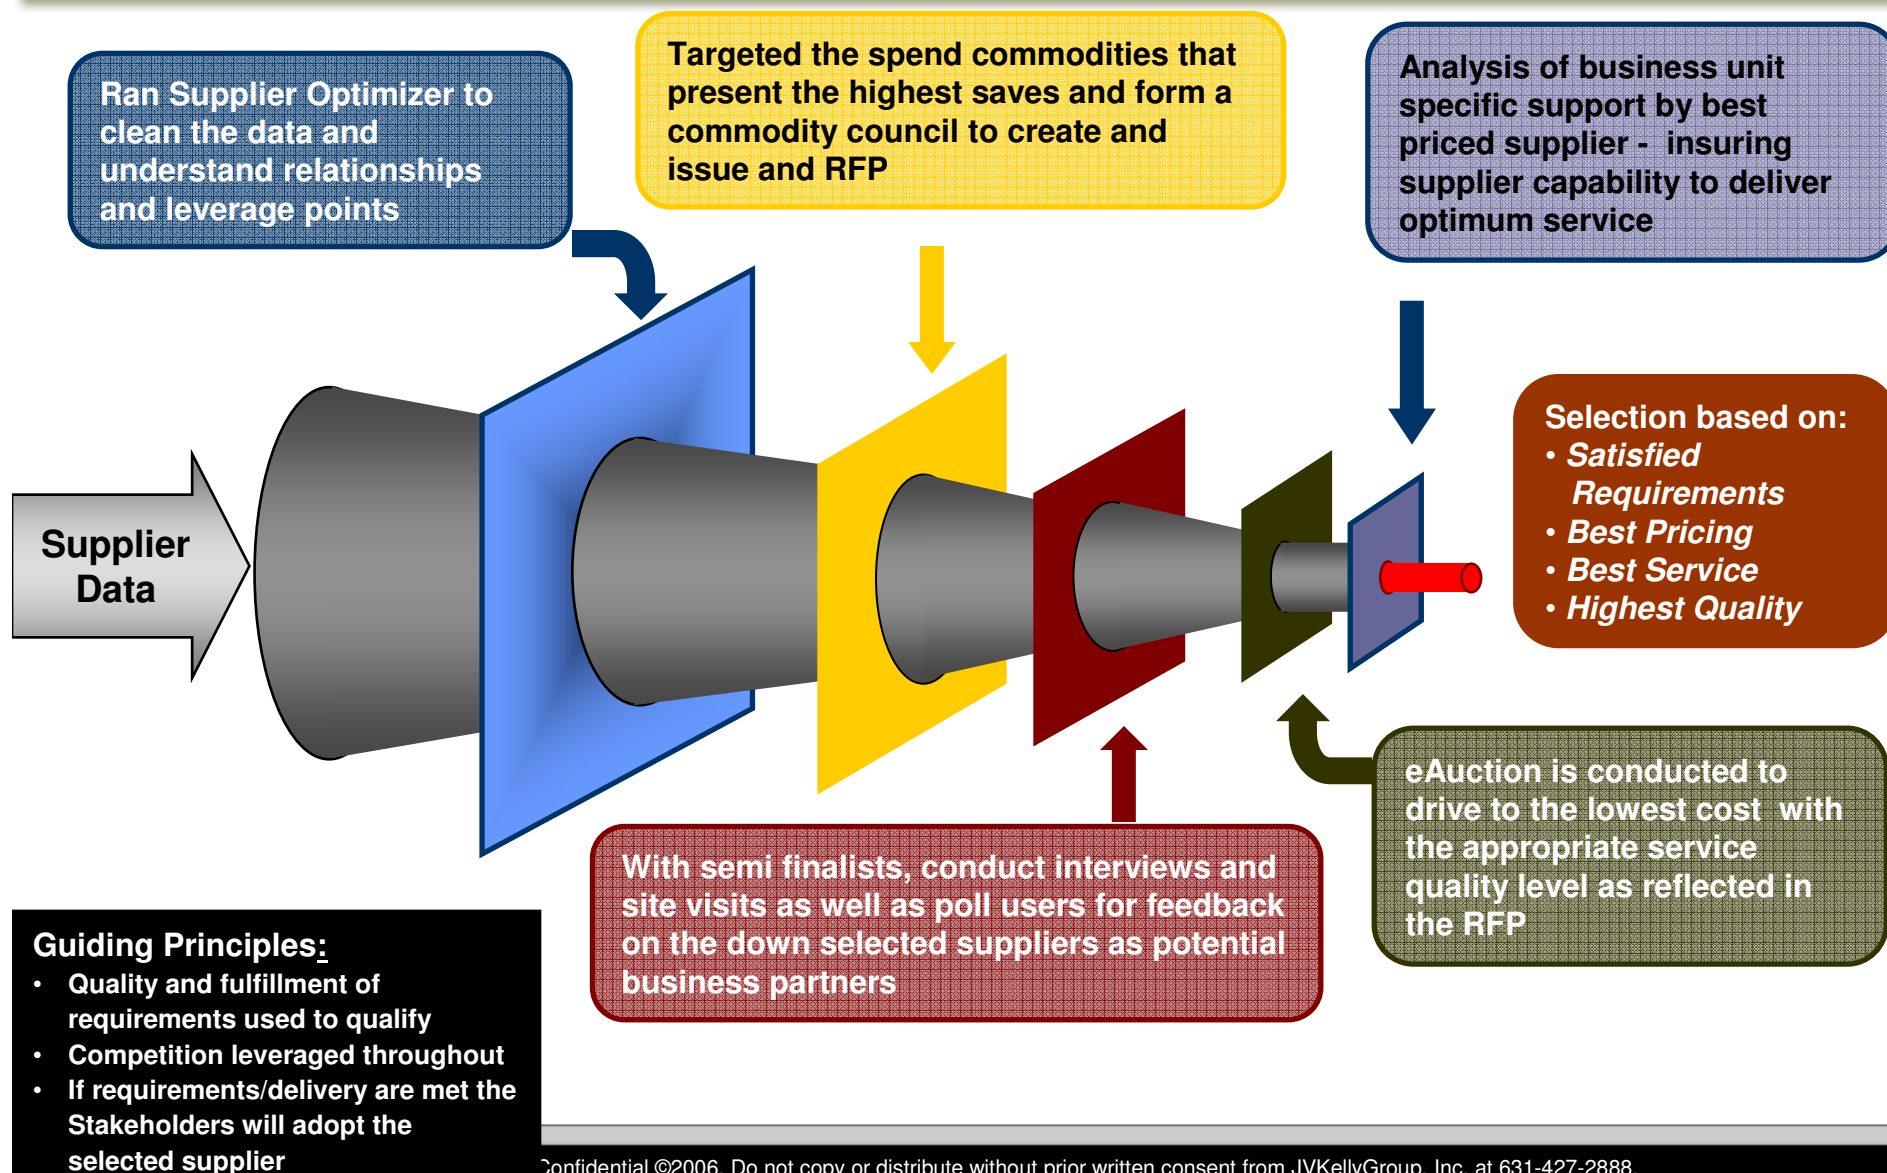 Ran Supplier Optimizer to
clean the data and
understand relationships
and leverage points
Targeted the spend commodities that
present the highest saves and form a
commodity council to create and
issue and RFP
Analysis of business unit
specific support by best
priced supplier - insuring
supplier capability to deliver
optimum service
Supplier
Data
Selection based on:
• Satisfied
Requirements
• Best Pricing
• Best Service
• Highest Quality
With semi finalists, conduct interviews and
site visits as well as poll users for feedback
on the down selected suppliers as potential
business partners
eAuction is conducted to
drive to the lowest cost with
the appropriate service
quality level as reflected in
the RFP
Guiding Principles:
• Quality and fulfillment of
requirements used to qualify
• Competition leveraged throughout
• If requirements/delivery are met the
Stakeholders will adopt the
selected supplier
Confidential ©2006. Do not copy or distribute without prior written consent from JVKellyGroup, Inc. at 631-427-2888